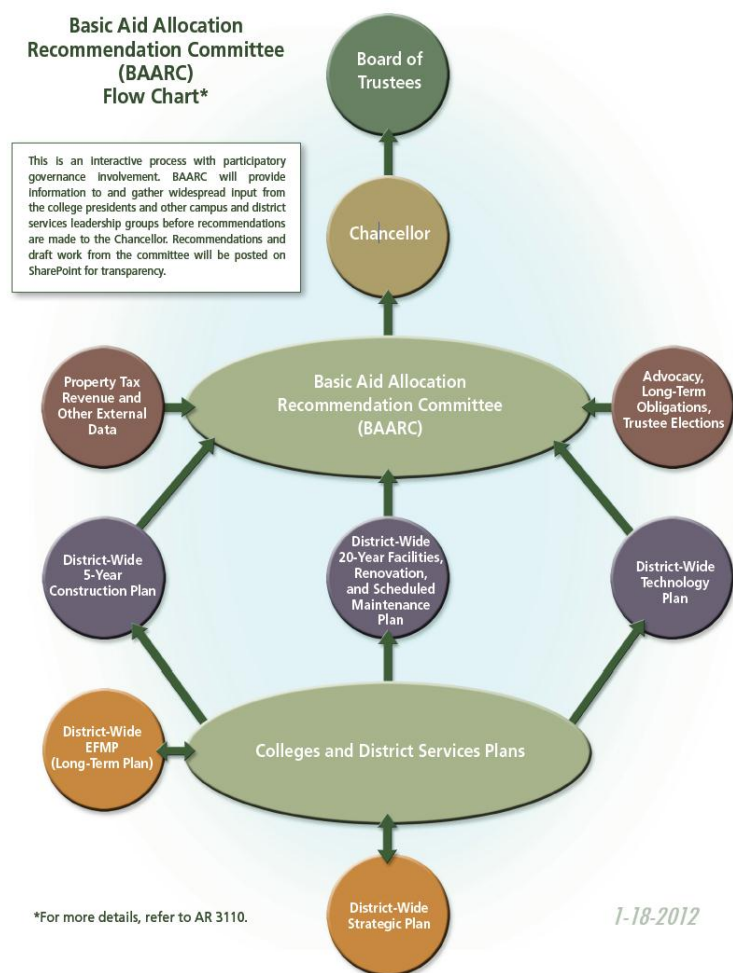 Basic Aid Allocation
Recommendation Committee
(BAARC)
Flow Chart*
Board of
Trustees
This is an interactive process with participatory
governance involvement. BAARC will provide
information to and gather widespread input from
the college presidents and other campus and district
services leadership groups before recommendations
are made to the Chancellor. Recommendations and
draft work from the committee will be posted on
SharePoint for transparency.
Chancellor
Property Tax
Revenue and
Other External
Data
Basic Aid Allocation
Recommendation Committee
(BAARC)
Advocacy,
Long-Term
Obligations,
Trustee Elections
District-Wide
5-Year
Construction Plan
District-Wide
20-Year Facilities,
Renovation,
and Scheduled
Maintenance
Plan
District-Wide
Technology
Plan
District-Wide
EFMP
(Long-Term Plan)
Colleges and District Services Plans
District-Wide
Strategic Plan
*For more details, refer to AR 3110.
1-18-2012